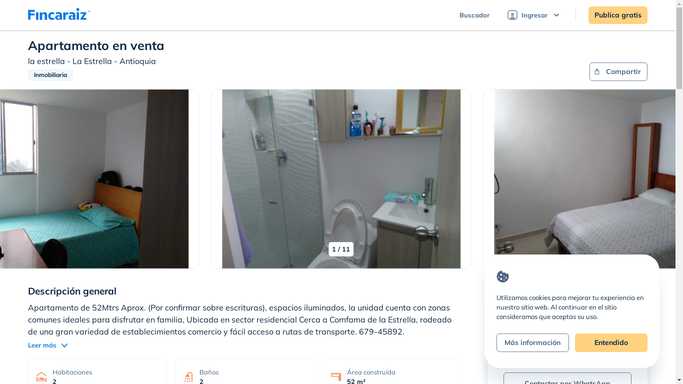 Fincaraiz
Buscador
Ingresar
Publica gratis
Apartamento en venta
la estrella - La Estrella - Antioquia
Inmobiliaria
Compartir
1 / 11
Descripción general
Apartamento de 52Mtrs Aprox. (Por confirmar sobre escrituras), espacios iluminados, la unidad cuenta con zonas
comunes ideales para disfrutar en familia, Ubicada en sector residencial Cerca a Comfama de la Estrella, rodeado
de una gran variedad de establecimientos comercio y fácil acceso a rutas de transporte. 679-45892.
Leer más
Habitaciones
2
Baños
2
Área construida
52 m²
Utilizamos cookies para mejorar tu experiencia en
nuestro sitio web. Al continuar en el sitio
consideramos que aceptas su uso.
Más información
Entendido
Contactar por WhatsApp